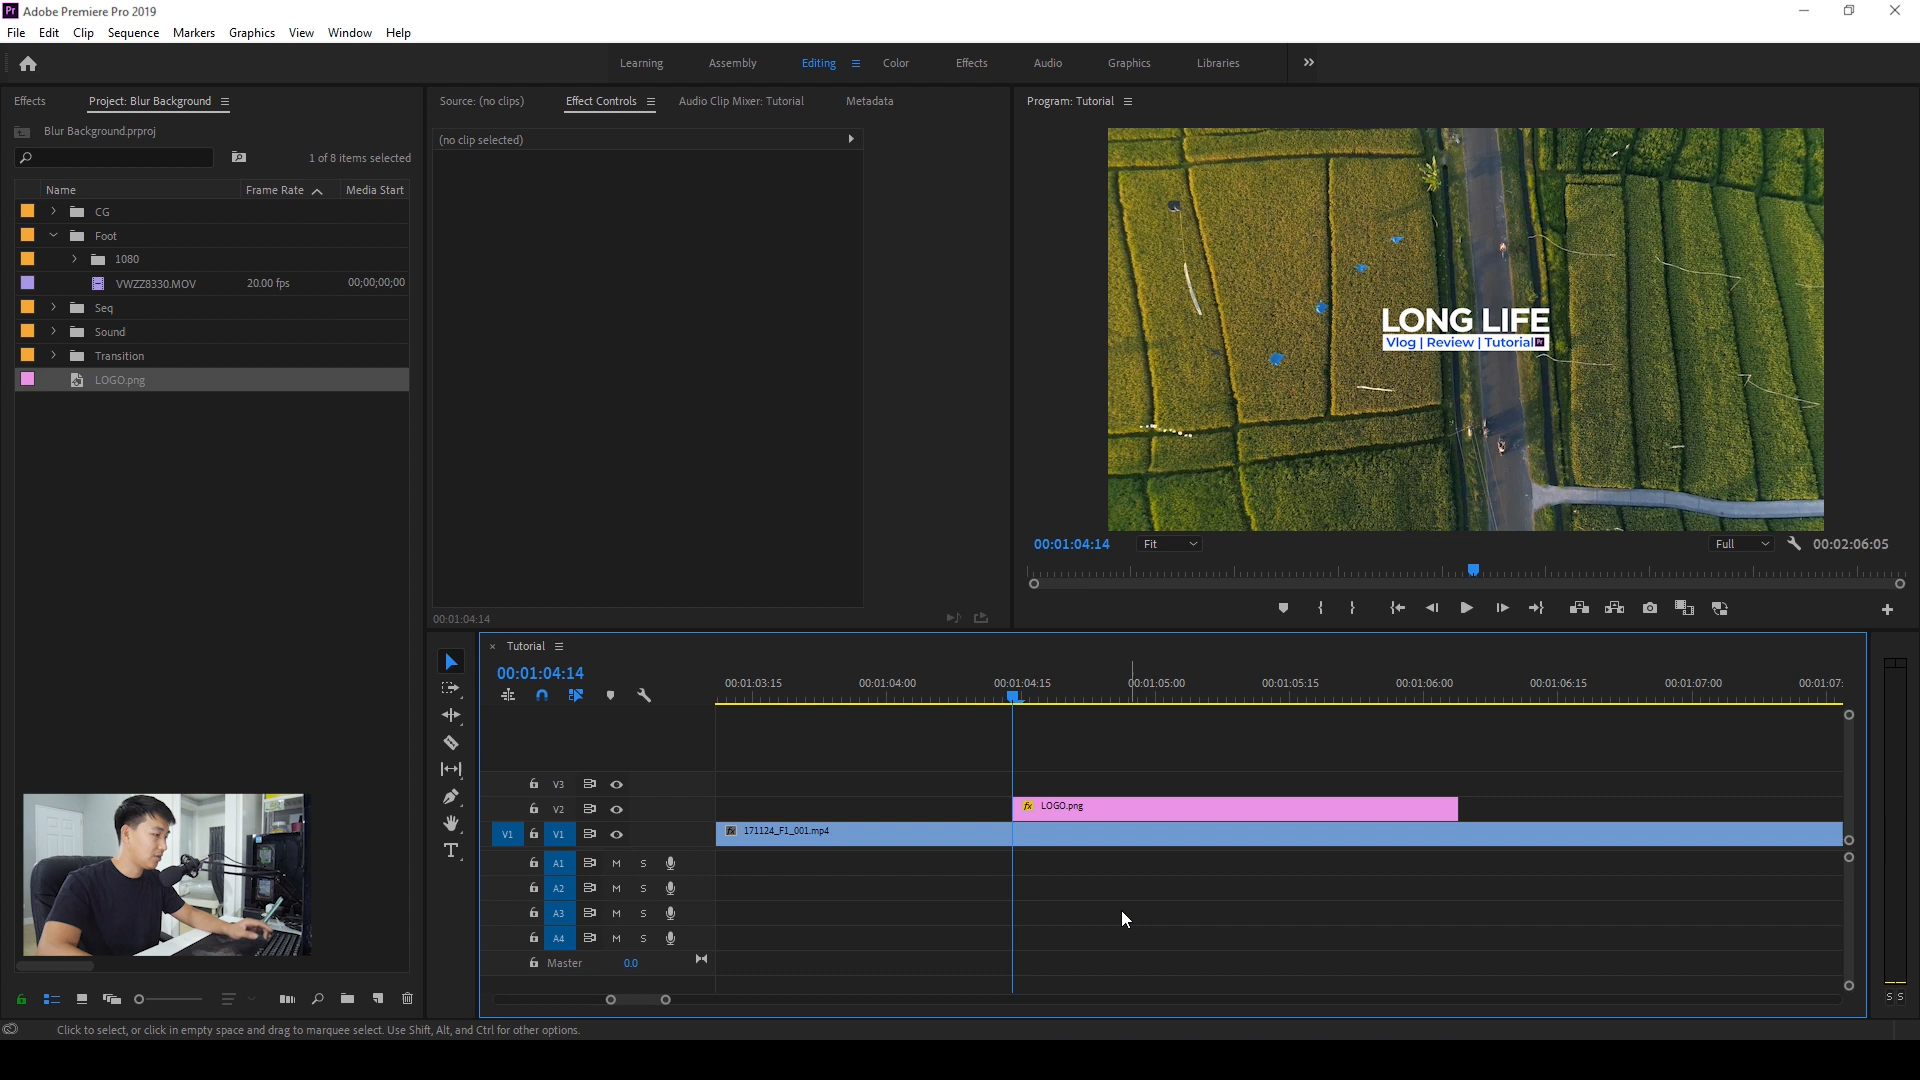 Pr Adobe Premiere Pro 2019
File Edit Clip Sequence Markers Graphics View Window Help
Learning Assembly Editing Color Effects Audio Graphics Libraries
Effects Project: Blur Background
Blur Background.prproj
1 of 8 items selected
Name Frame Rate Media Start
CG
Foot
1080
VWZZ8330.MOV 20.00 fps 00;00;00;00
Seq
Sound
Transition
LOGO.png
Source: (no clips) Effect Controls Audio Clip Mixer: Tutorial Metadata
(no clip selected)
00:01:04:14
Program: Tutorial
LONG LIFE
Vlog | Review | Tutorial Pr
00:01:04:14 Fit Full 00:02:06:05
Tutorial
00:01:04:14
00:01:03:15 00:01:04:00 00:01:04:15 00:01:05:00 00:01:05:15 00:01:06:00 00:01:06:15 00:01:07:00 00:01:07:
V3
V2 fx LOGO.png
V1 V1 fx 171124_F1_001.mp4
A1 M S
A2 M S
A3 M S
A4 M S
Master 0.0
S S
Click to select, or click in empty space and drag to marquee select. Use Shift, Alt, and Ctrl for other options.